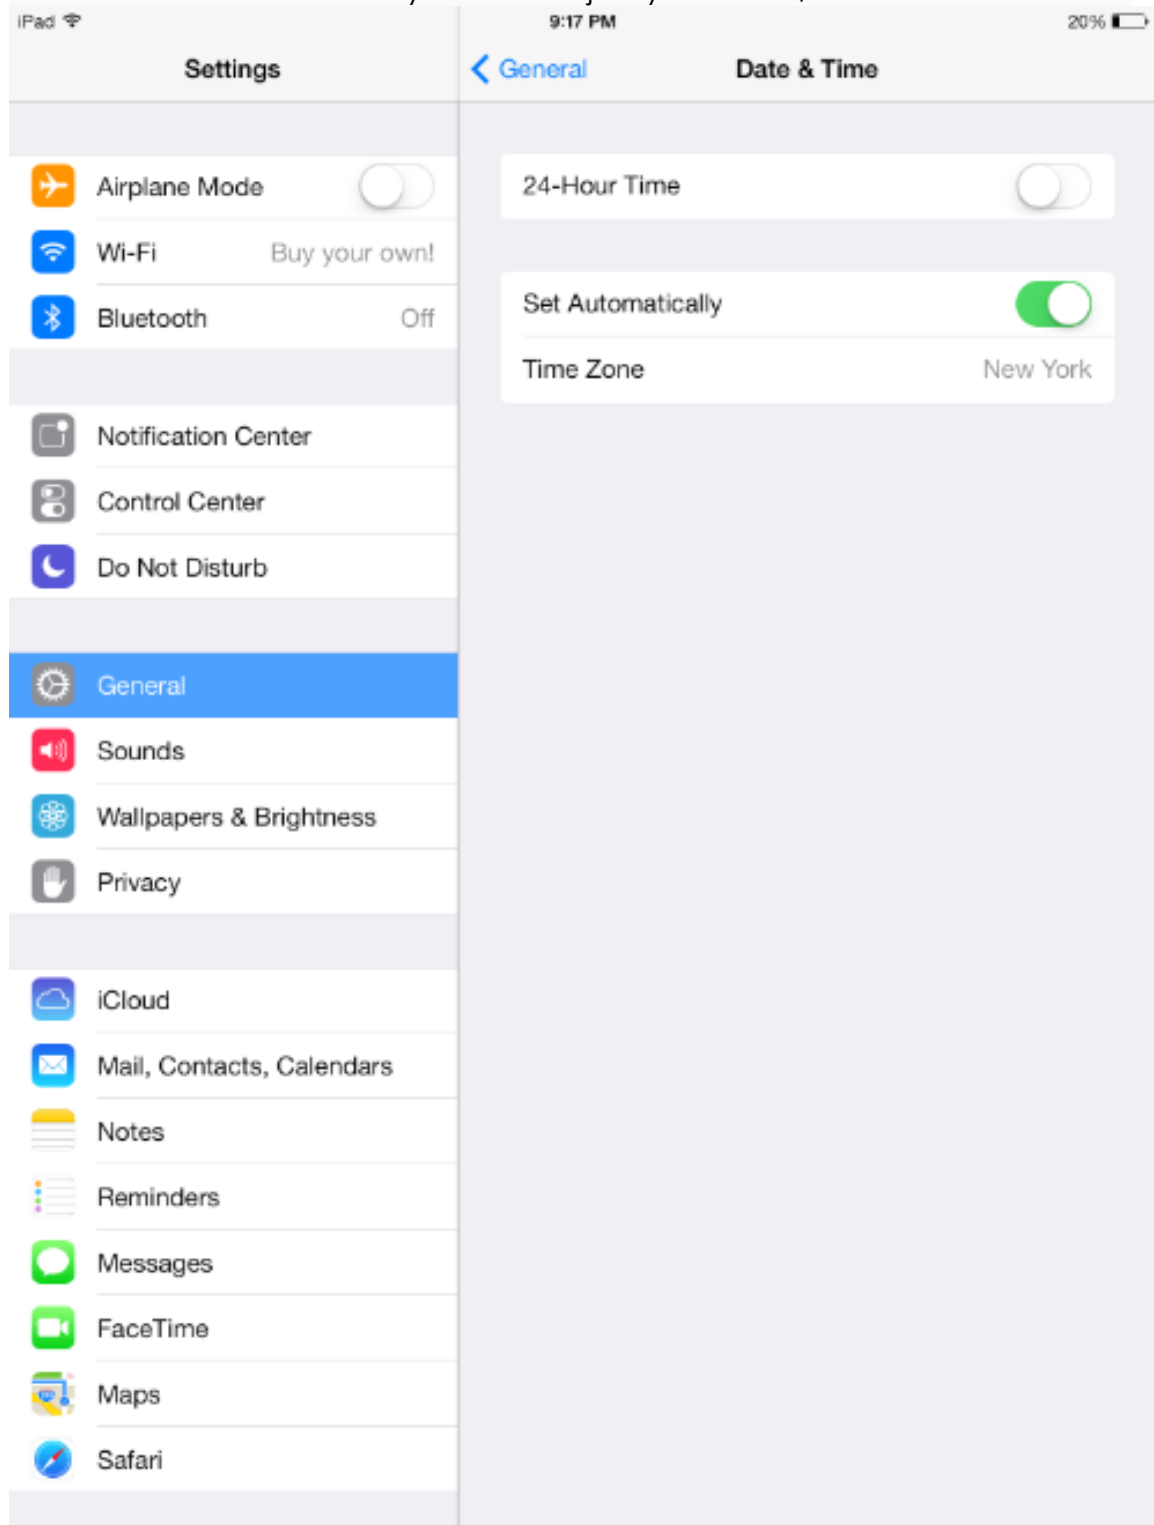 iPad 9:17 PM 20%
Settings
Airplane Mode
Wi-Fi Buy your own!
Bluetooth Off
Notification Center
Control Center
Do Not Disturb
General
Sounds
Wallpapers & Brightness
Privacy
iCloud
Mail, Contacts, Calendars
Notes
Reminders
Messages
FaceTime
Maps
Safari
General Date & Time
24-Hour Time
Set Automatically
Time Zone New York